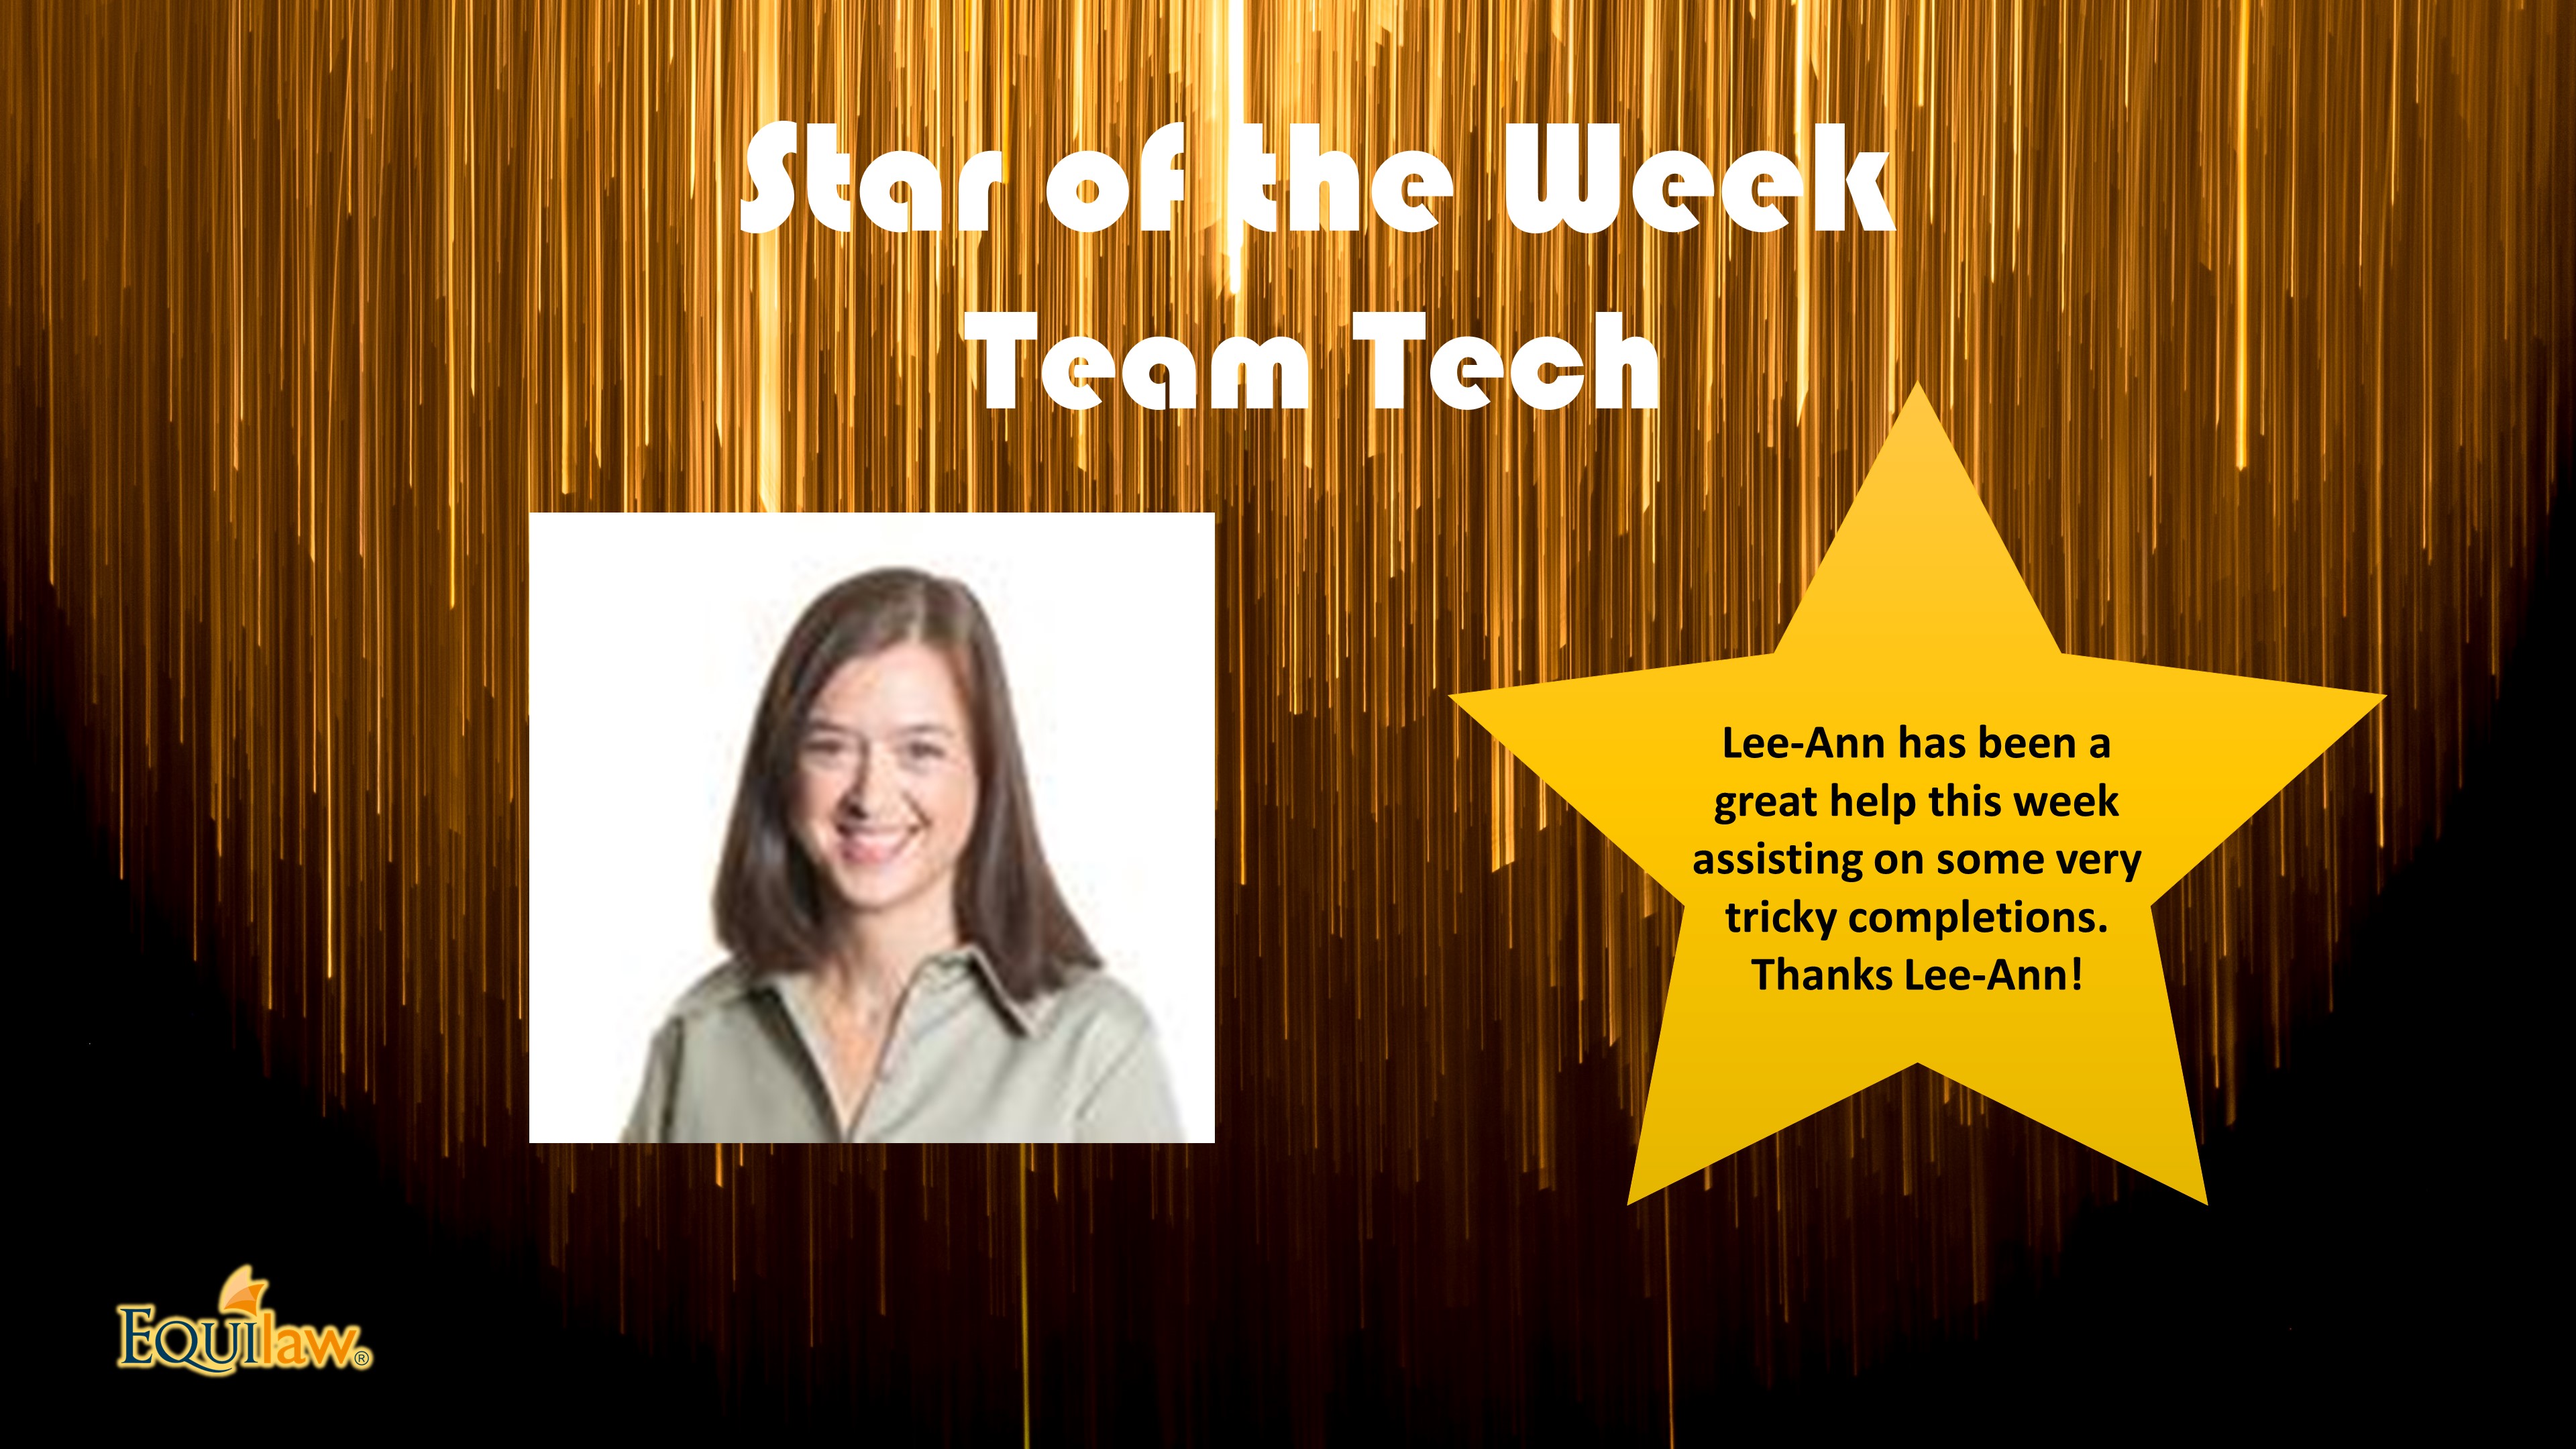 Star of the Week
Team Tech
Lee-Ann has been a
great help this week
assisting on some very
tricky completions.
Thanks Lee-Ann!
EQUIlaw®